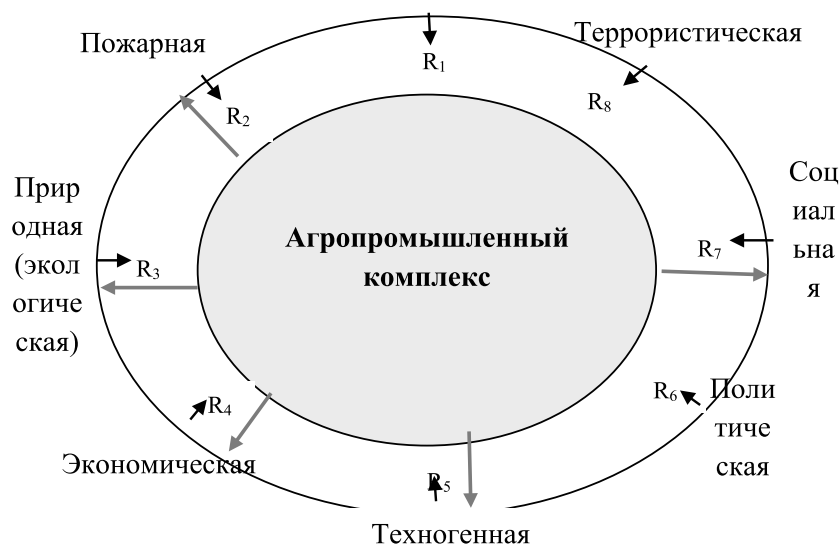 Пожарная
Террористическая
R1
R2
R8
Прир
одная
(экол
огиче
ская)
Соц
иал
ьна
я
Агропромышленный
комплекс
R3
R7
R4
R6
Поли
тиче
ская
Экономическая
R5
Техногенная